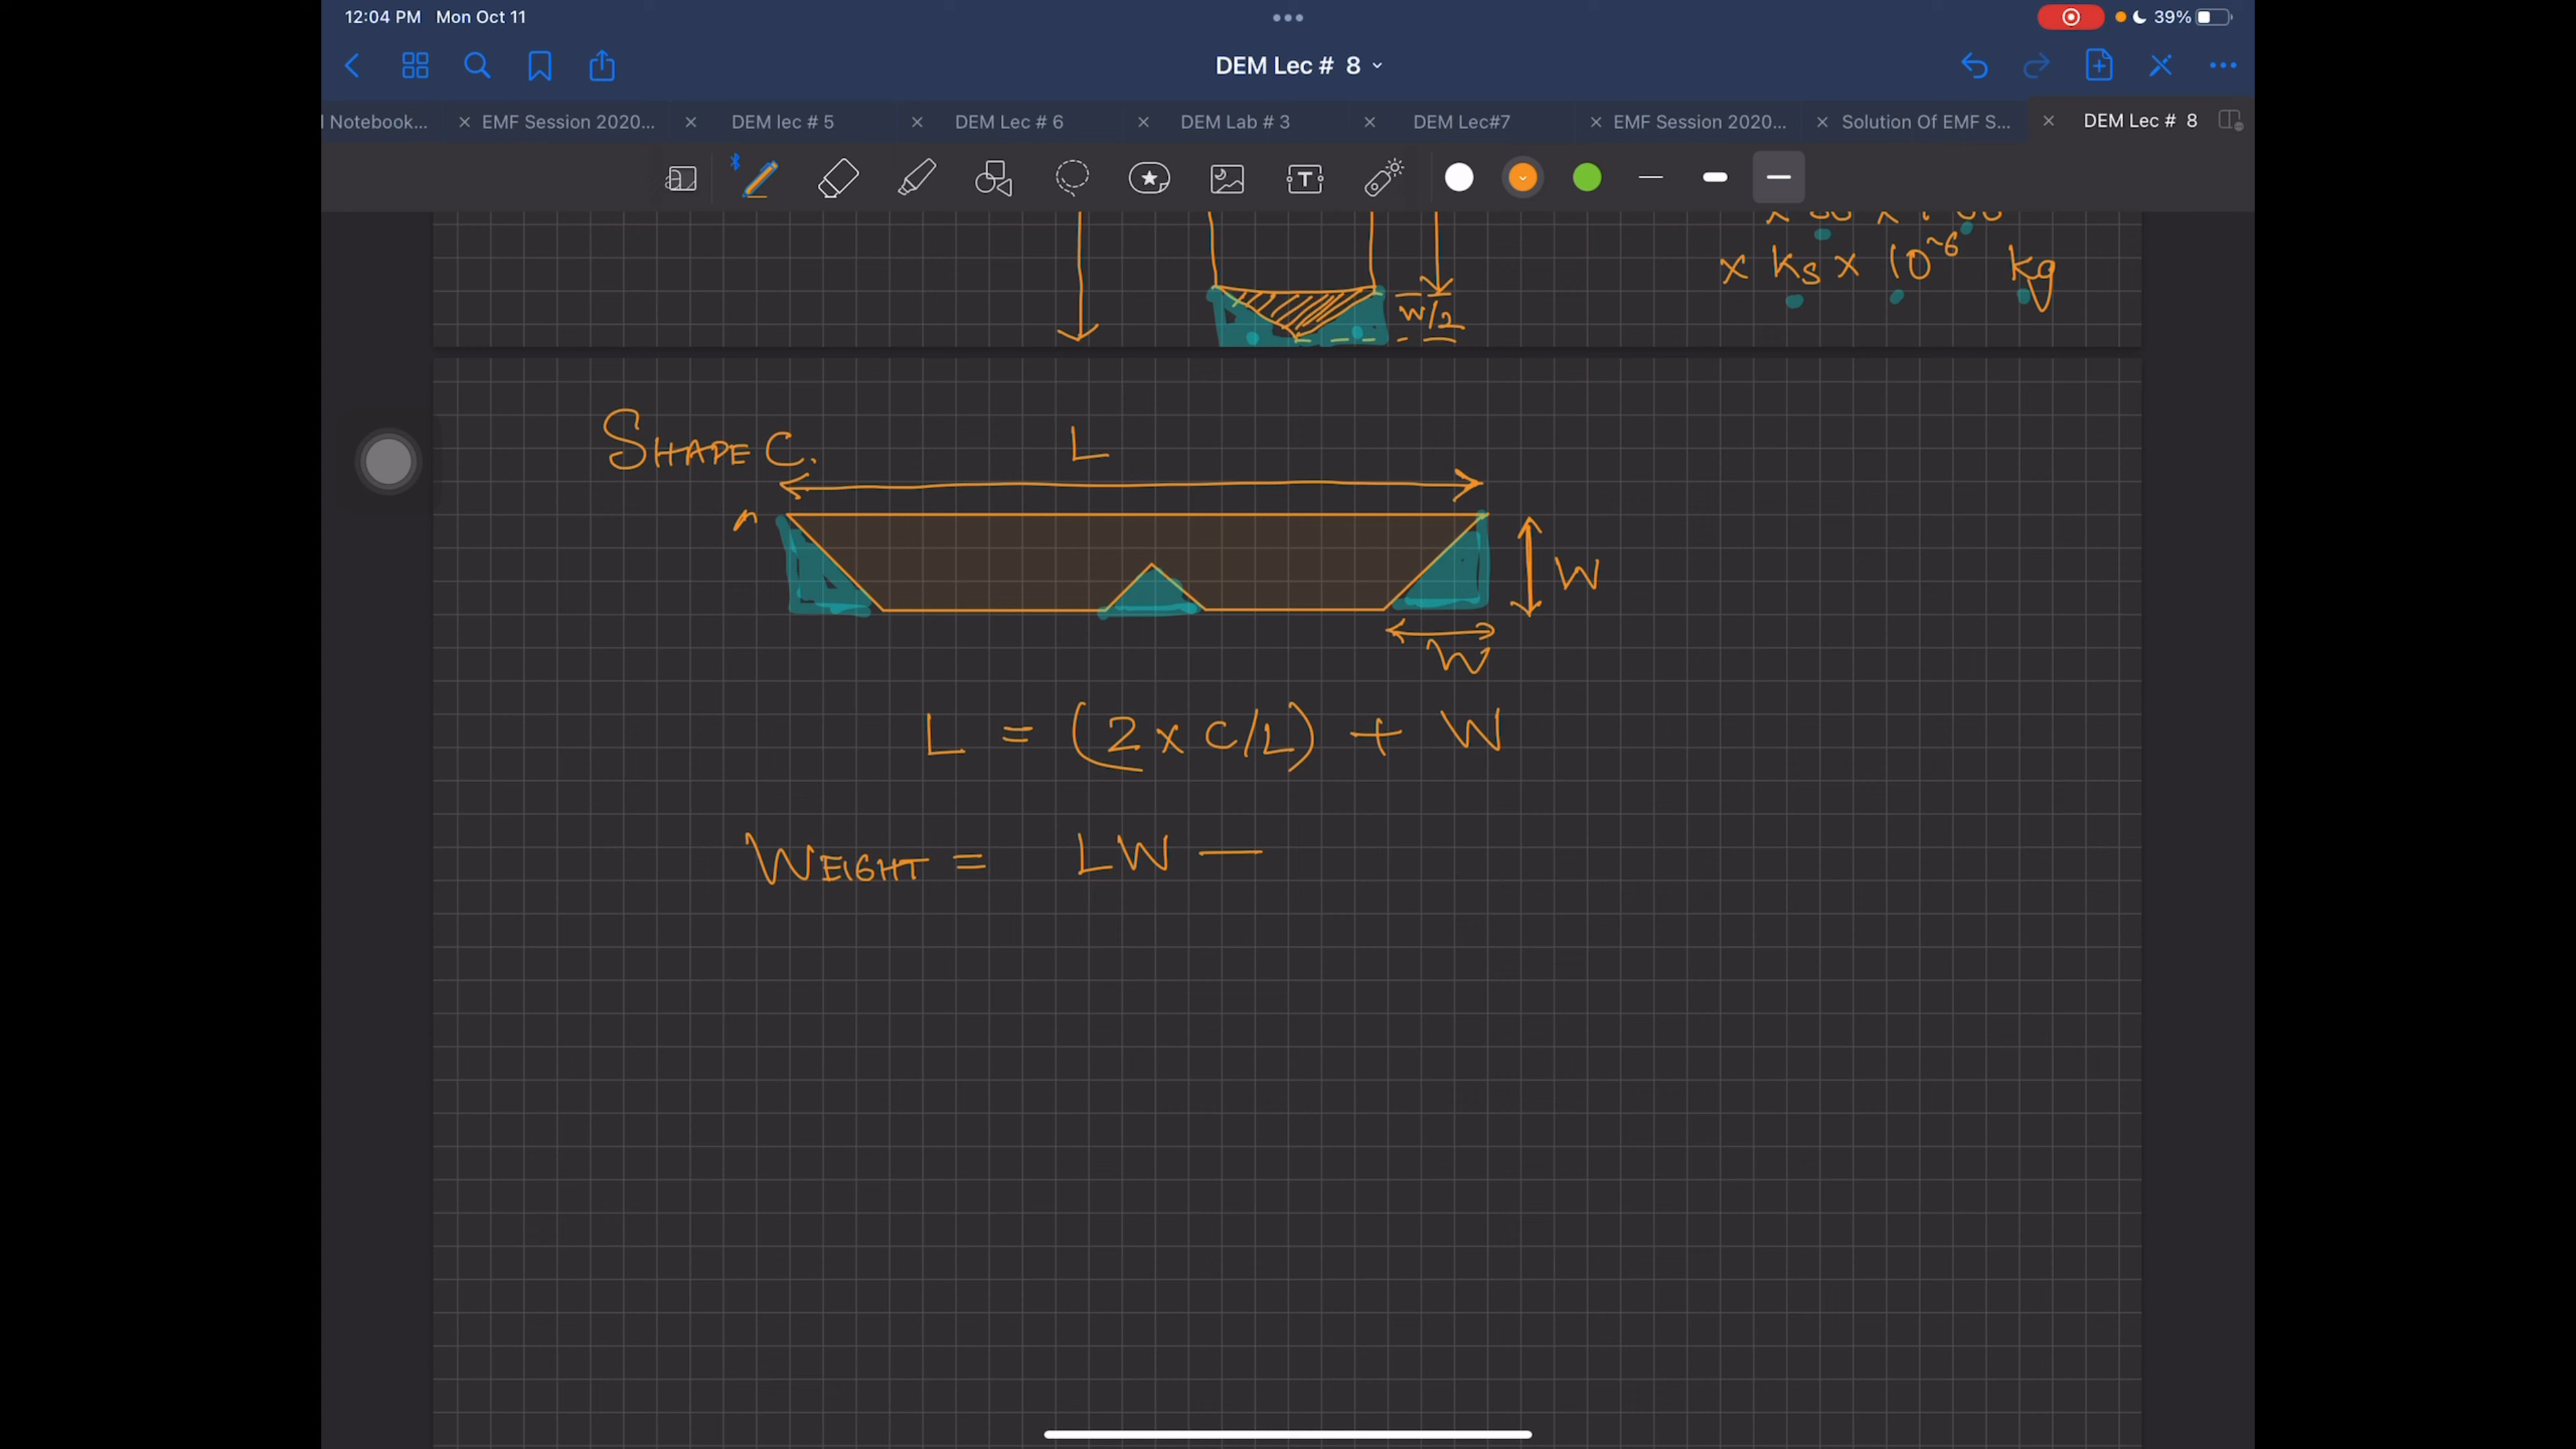 12:04 PM Mon Oct 11
39%
DEM Lec # 8
l Notebook...
EMF Session 2020...
DEM lec # 5
DEM Lec # 6
DEM Lab # 3
DEM Lec#7
EMF Session 2020...
Solution Of EMF S...
DEM Lec # 8
x ks x 10^-6 kg
W/2
SHAPE C.
L
W
W
L = (2 x C/L) + W
WEIGHT = LW —